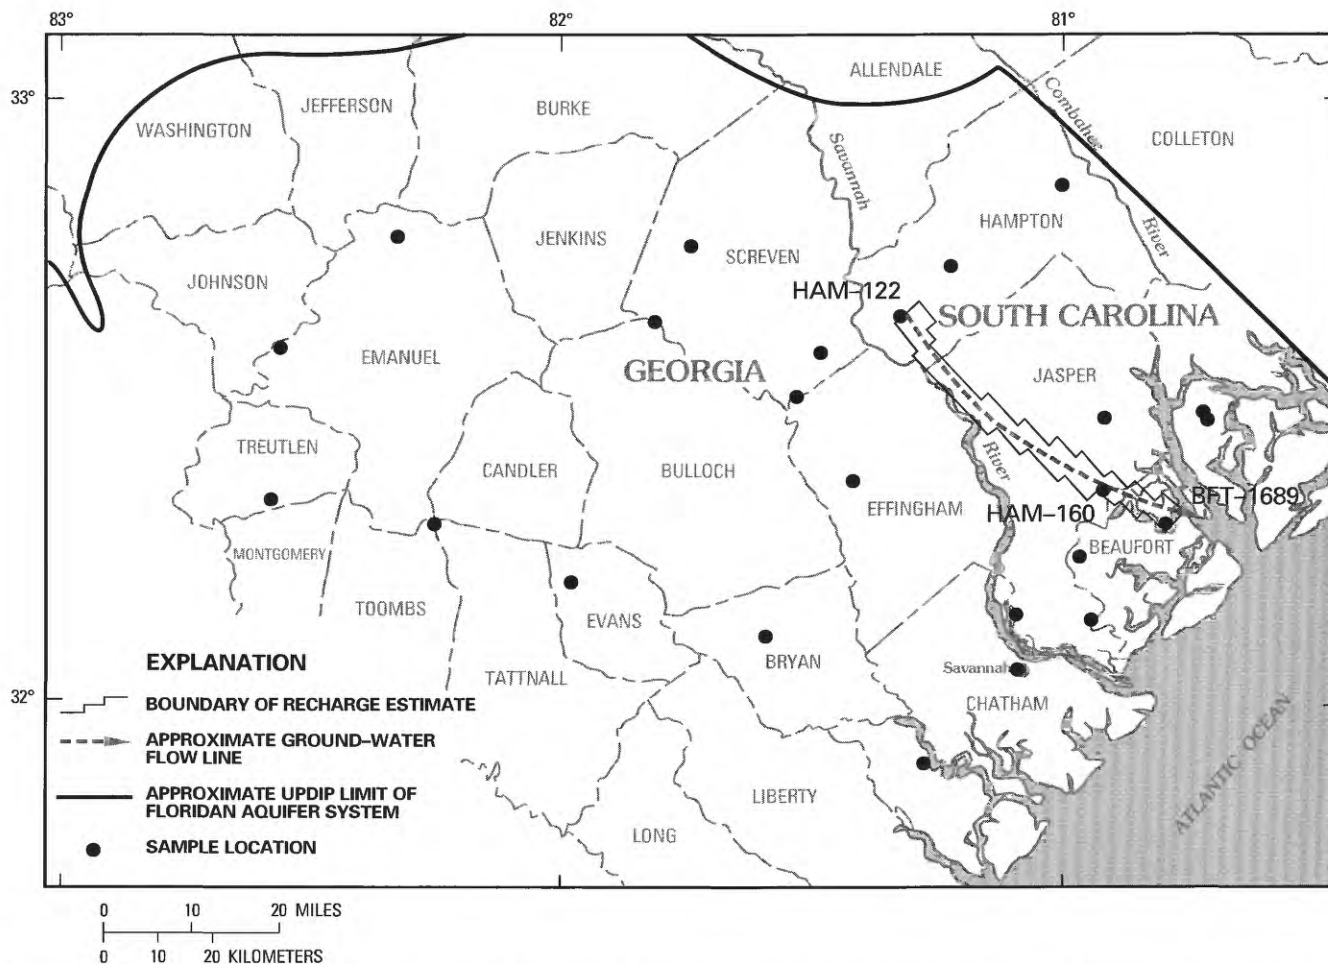 83°
82°
81°
33°
32°
ALLENDALE
JEFFERSON
BURKE
WASHINGTON
Combahee
River
COLLETON
Savannah
River
HAMPTON
JENKINS
SCREVEN
JOHNSON
HAM–122
SOUTH CAROLINA
EMANUEL
GEORGIA
JASPER
TREUTLEN
CANDLER
BULLOCH
BFT–1689
EFFINGHAM
HAM–160
BEAUFORT
MONTGOMERY
TOOMBS
EVANS
BRYAN
TATTNALL
Savannah
CHATHAM
LIBERTY
LONG
ATLANTIC OCEAN
EXPLANATION
BOUNDARY OF RECHARGE ESTIMATE
APPROXIMATE GROUND–WATER
FLOW LINE
APPROXIMATE UPDIP LIMIT OF
FLORIDAN AQUIFER SYSTEM
SAMPLE LOCATION
0 10 20 MILES
0 10 20 KILOMETERS